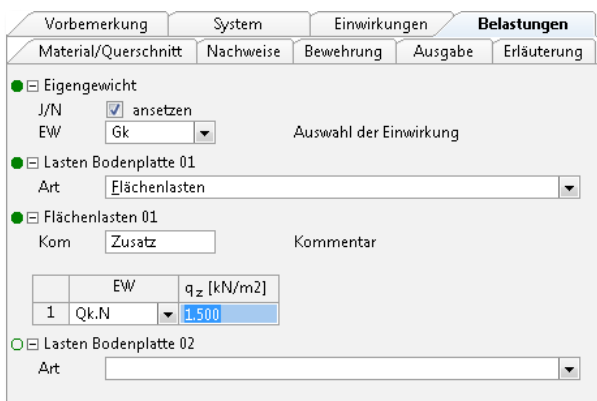 Vorbemerkung System Einwirkungen Belastungen
Material/Querschnitt Nachweise Bewehrung Ausgabe Erläuterung
Eigengewicht
J/N ansetzen
EW Gk Auswahl der Einwirkung
Lasten Bodenplatte 01
Art Flächenlasten
Flächenlasten 01
Kom Zusatz Kommentar
EW qz [kN/m2]
1 Qk.N 1.500
Lasten Bodenplatte 02
Art